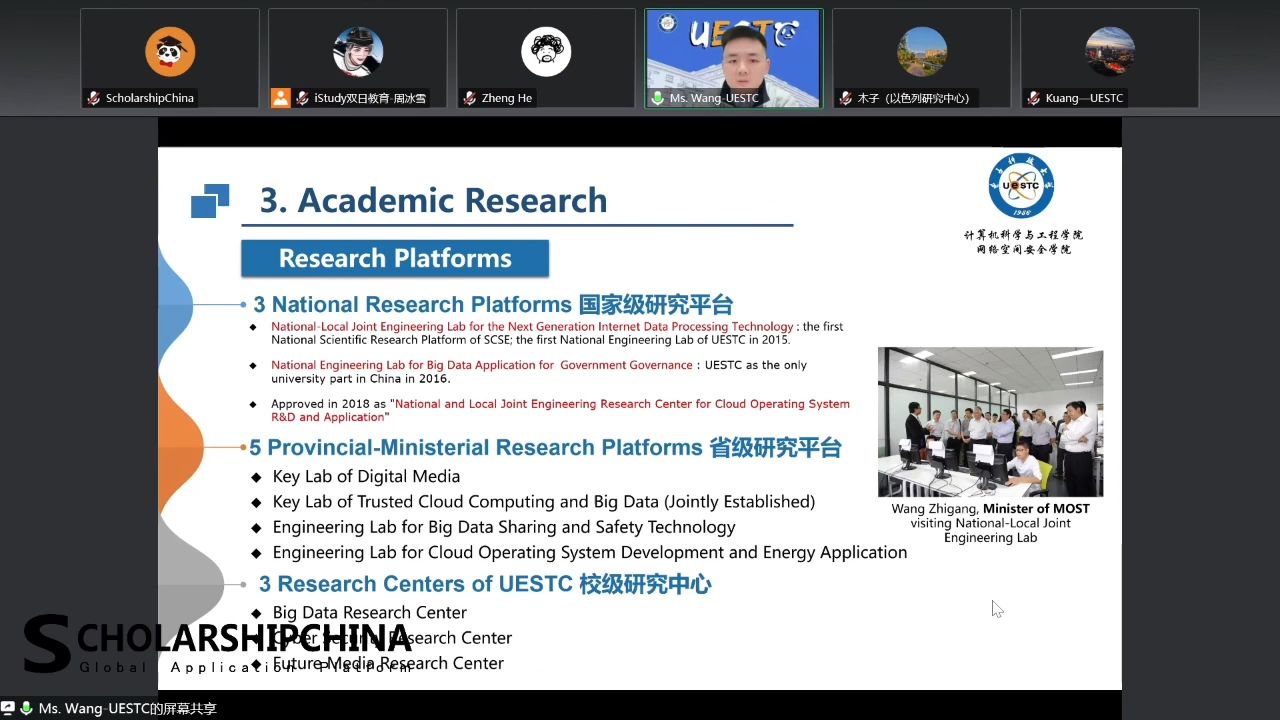 UESTC
ScholarshipChina
iStudy双日教育-周冰雪
Zheng He
Ms. Wang-UESTC
木子（以色列研究中心）
Kuang—UESTC
3. Academic Research
电子科技大学
UESTC
1956
计算机科学与工程学院
网络空间安全学院
Research Platforms
3 National Research Platforms 国家级研究平台
◆ National-Local Joint Engineering Lab for the Next Generation Internet Data Processing Technology : the first
National Scientific Research Platform of SCSE; the first National Engineering Lab of UESTC in 2015.
◆ National Engineering Lab for Big Data Application for Government Governance : UESTC as the only
university part in China in 2016.
◆ Approved in 2018 as "National and Local Joint Engineering Research Center for Cloud Operating System
R&D and Application"
5 Provincial-Ministerial Research Platforms 省级研究平台
◆ Key Lab of Digital Media
◆ Key Lab of Trusted Cloud Computing and Big Data (Jointly Established)
◆ Engineering Lab for Big Data Sharing and Safety Technology
◆ Engineering Lab for Cloud Operating System Development and Energy Application
Wang Zhigang, Minister of MOST
visiting National-Local Joint
Engineering Lab
3 Research Centers of UESTC 校级研究中心
◆ Big Data Research Center
◆ Cyber Security Research Center
◆ Future Media Research Center
SCHOLARSHIPCHINA
Global Application Platform
Ms. Wang-UESTC的屏幕共享